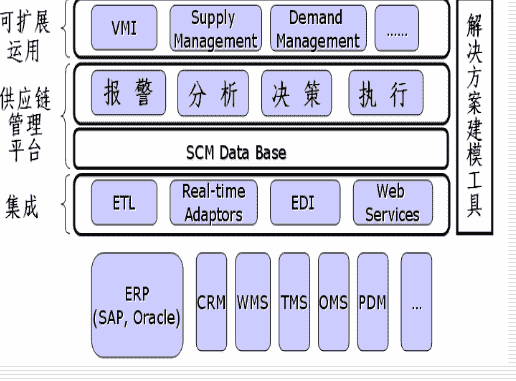 可扩展
运用
VMI
Supply
Management
Demand
Management
......
供应链
管理
平台
报警
分析
决策
执行
SCM Data Base
集成
ETL
Real-time
Adaptors
EDI
Web
Services
解决方案建模工具
ERP
(SAP, Oracle)
CRM
WMS
TMS
OMS
PDM
...